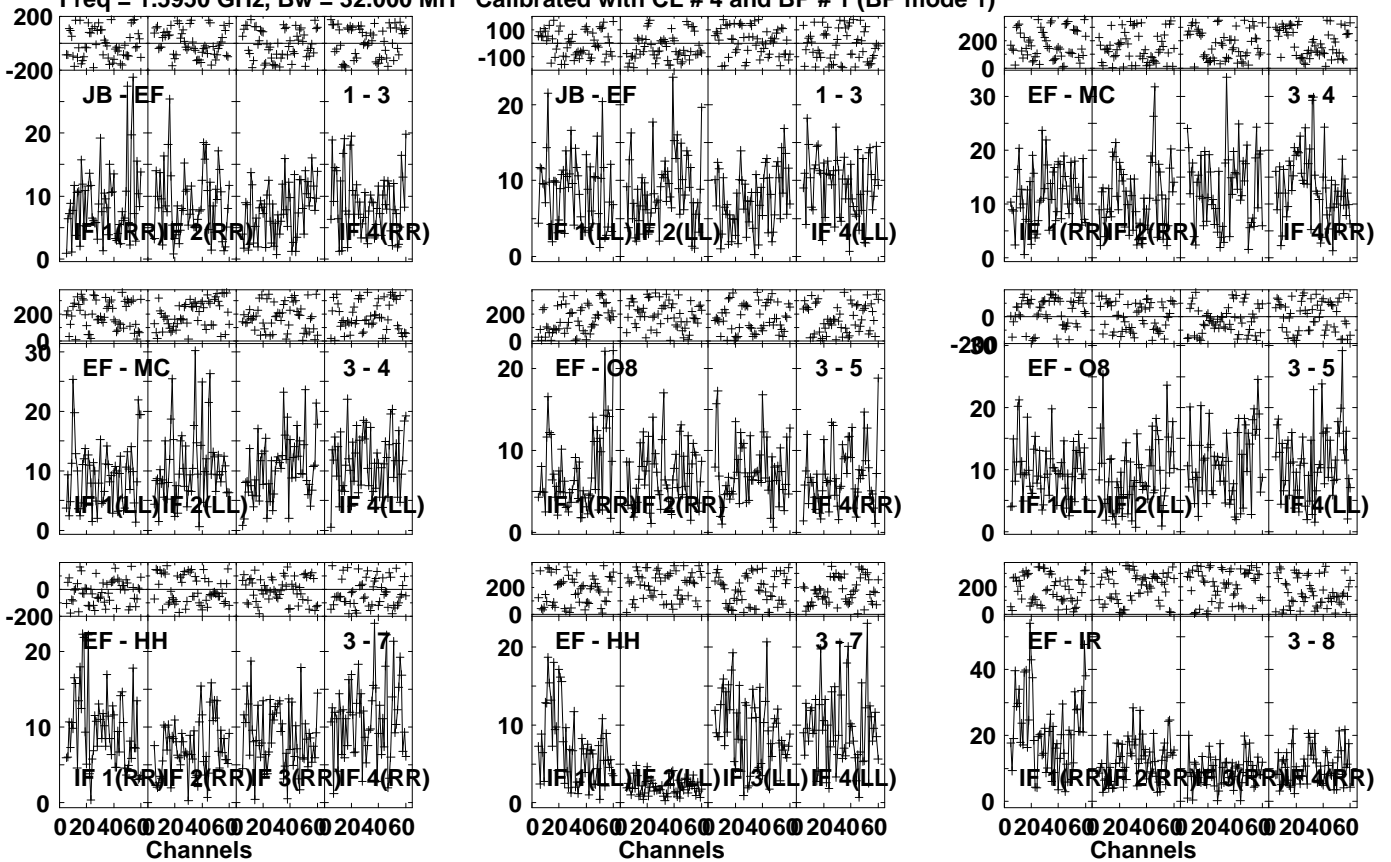 Freq = 1.5950 GHz, Bw = 32.000 MH Calibrated with CL # 4 and BP # 1 (BP mode 1)
200
-200
100
-100
200
0
JB - EF 1 - 3
JB - EF 1 - 3
EF - MC 3 - 4
20
10
0
20
10
0
30
20
10
0
IF 1(RR) IF 2(RR) IF 4(RR)
IF 1(LL) IF 2(LL) IF 4(LL)
IF 1(RR) IF 2(RR) IF 4(RR)
200
0
200
0
0
-200
EF - MC 3 - 4
EF - O8 3 - 5
EF - O8 3 - 5
30
20
10
0
20
10
0
30
20
10
0
IF 1(LL) IF 2(LL) IF 4(LL)
IF 1(RR) IF 2(RR) IF 4(RR)
IF 1(LL) IF 2(LL) IF 4(LL)
0
-200
200
0
200
0
EF - HH 3 - 7
EF - HH 3 - 7
EF - IR 3 - 8
20
10
0
20
10
0
40
20
0
IF 1(RR) IF 2(RR) IF 3(RR) IF 4(RR)
IF 1(LL) IF 2(LL) IF 3(LL) IF 4(LL)
IF 1(RR) IF 2(RR) IF 3(RR) IF 4(RR)
0 20 40 60 0 20 40 60 0 20 40 60 0 20 40 60
0 20 40 60 0 20 40 60 0 20 40 60 0 20 40 60
0 20 40 60 0 20 40 60 0 20 40 60 0 20 40 60
Channels
Channels
Channels